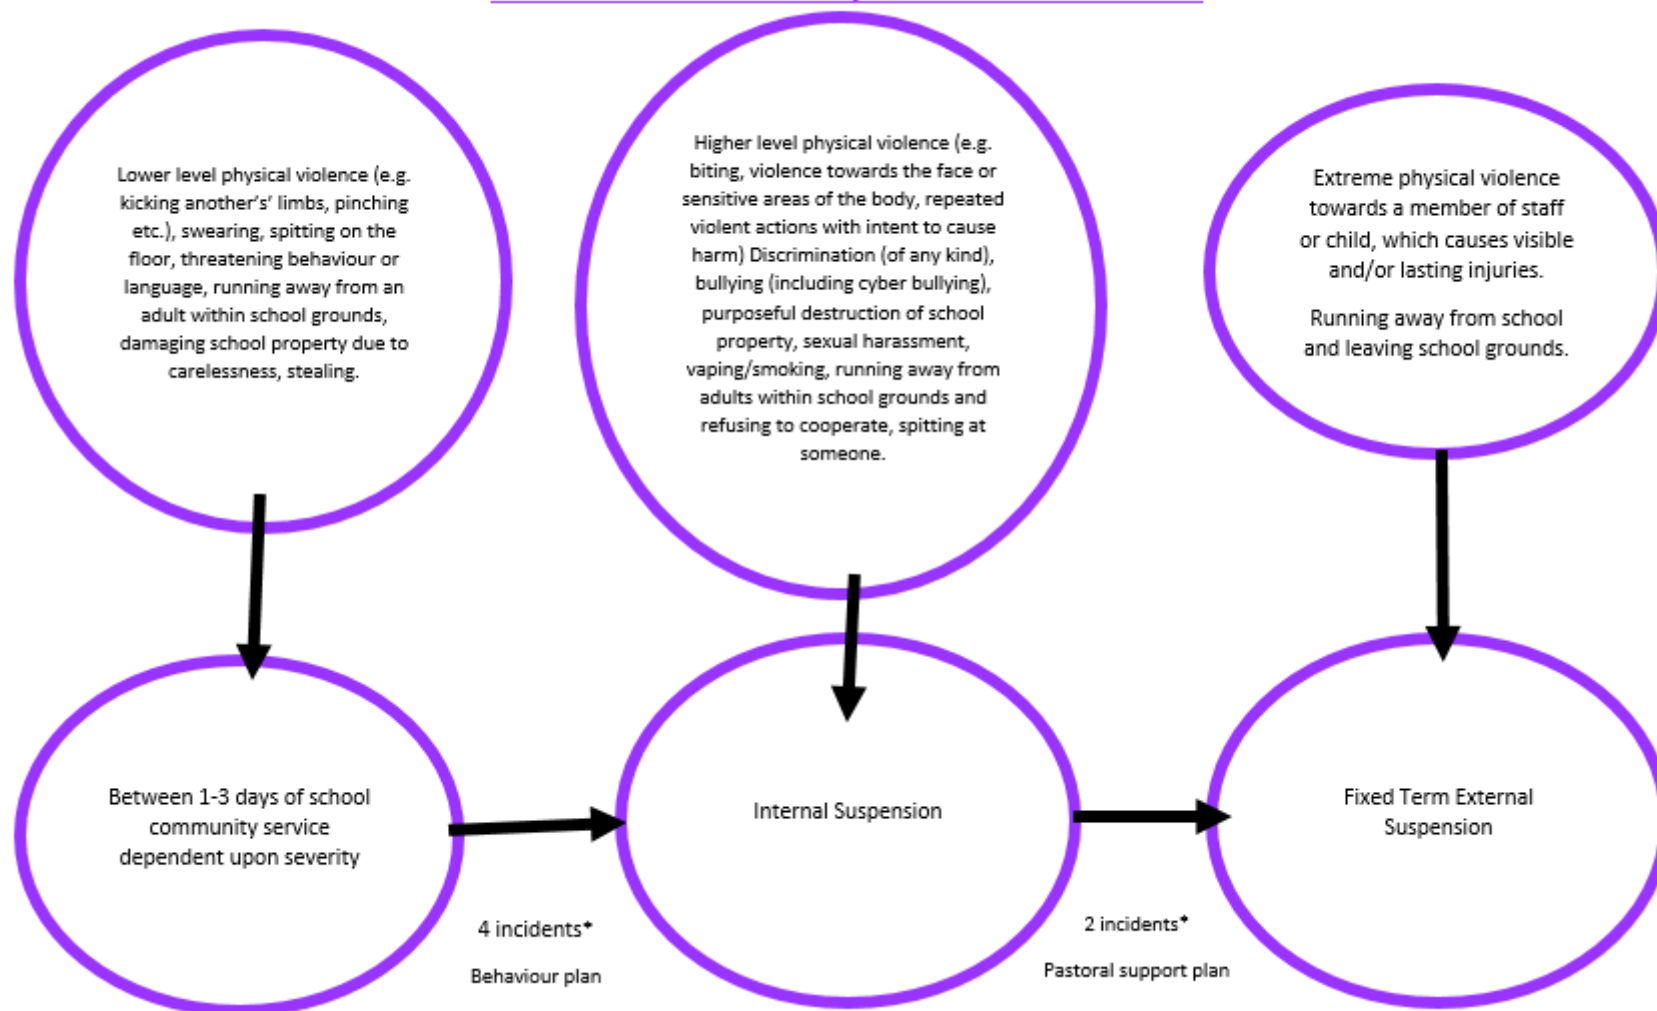 Lower level physical violence (e.g.
kicking another's' limbs, pinching
etc.), swearing, spitting on the
floor, threatening behaviour or
language, running away from an
adult within school grounds,
damaging school property due to
carelessness, stealing.
Higher level physical violence (e.g.
biting, violence towards the face or
sensitive areas of the body, repeated
violent actions with intent to cause
harm) Discrimination (of any kind),
bullying (including cyber bullying),
purposeful destruction of school
property, sexual harassment,
vaping/smoking, running away from
adults within school grounds and
refusing to cooperate, spitting at
someone.
Extreme physical violence
towards a member of staff
or child, which causes visible
and/or lasting injuries.
Running away from school
and leaving school grounds.
Between 1-3 days of school
community service
dependent upon severity
4 incidents*
Behaviour plan
Internal Suspension
2 incidents*
Pastoral support plan
Fixed Term External
Suspension